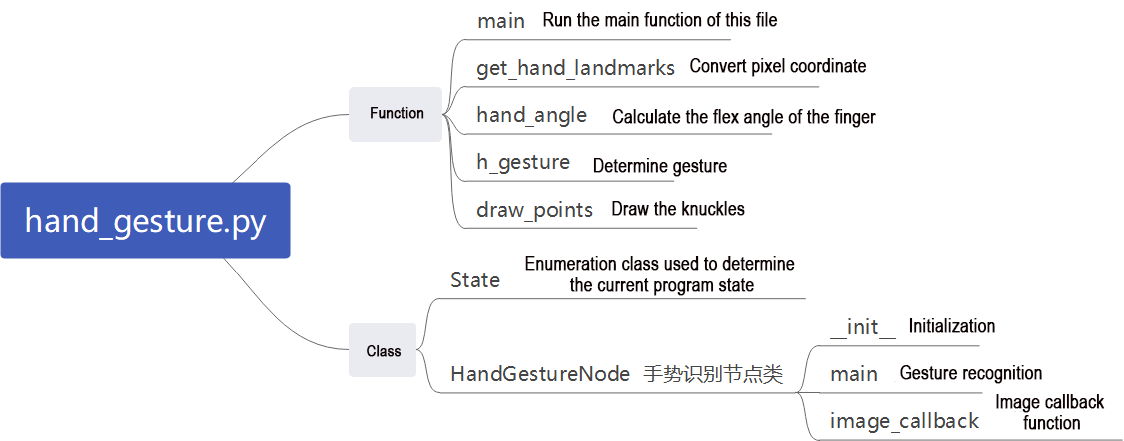 main Run the main function of this file
get_hand_landmarks Convert pixel coordinate
Function
hand_angle Calculate the flex angle of the finger
h_gesture Determine gesture
draw_points Draw the knuckles
hand_gesture.py
State Enumeration class used to determine
the current program state
Class
__init__ Initialization
HandGestureNode 手势识别节点类
main Gesture recognition
image_callback Image callback
function